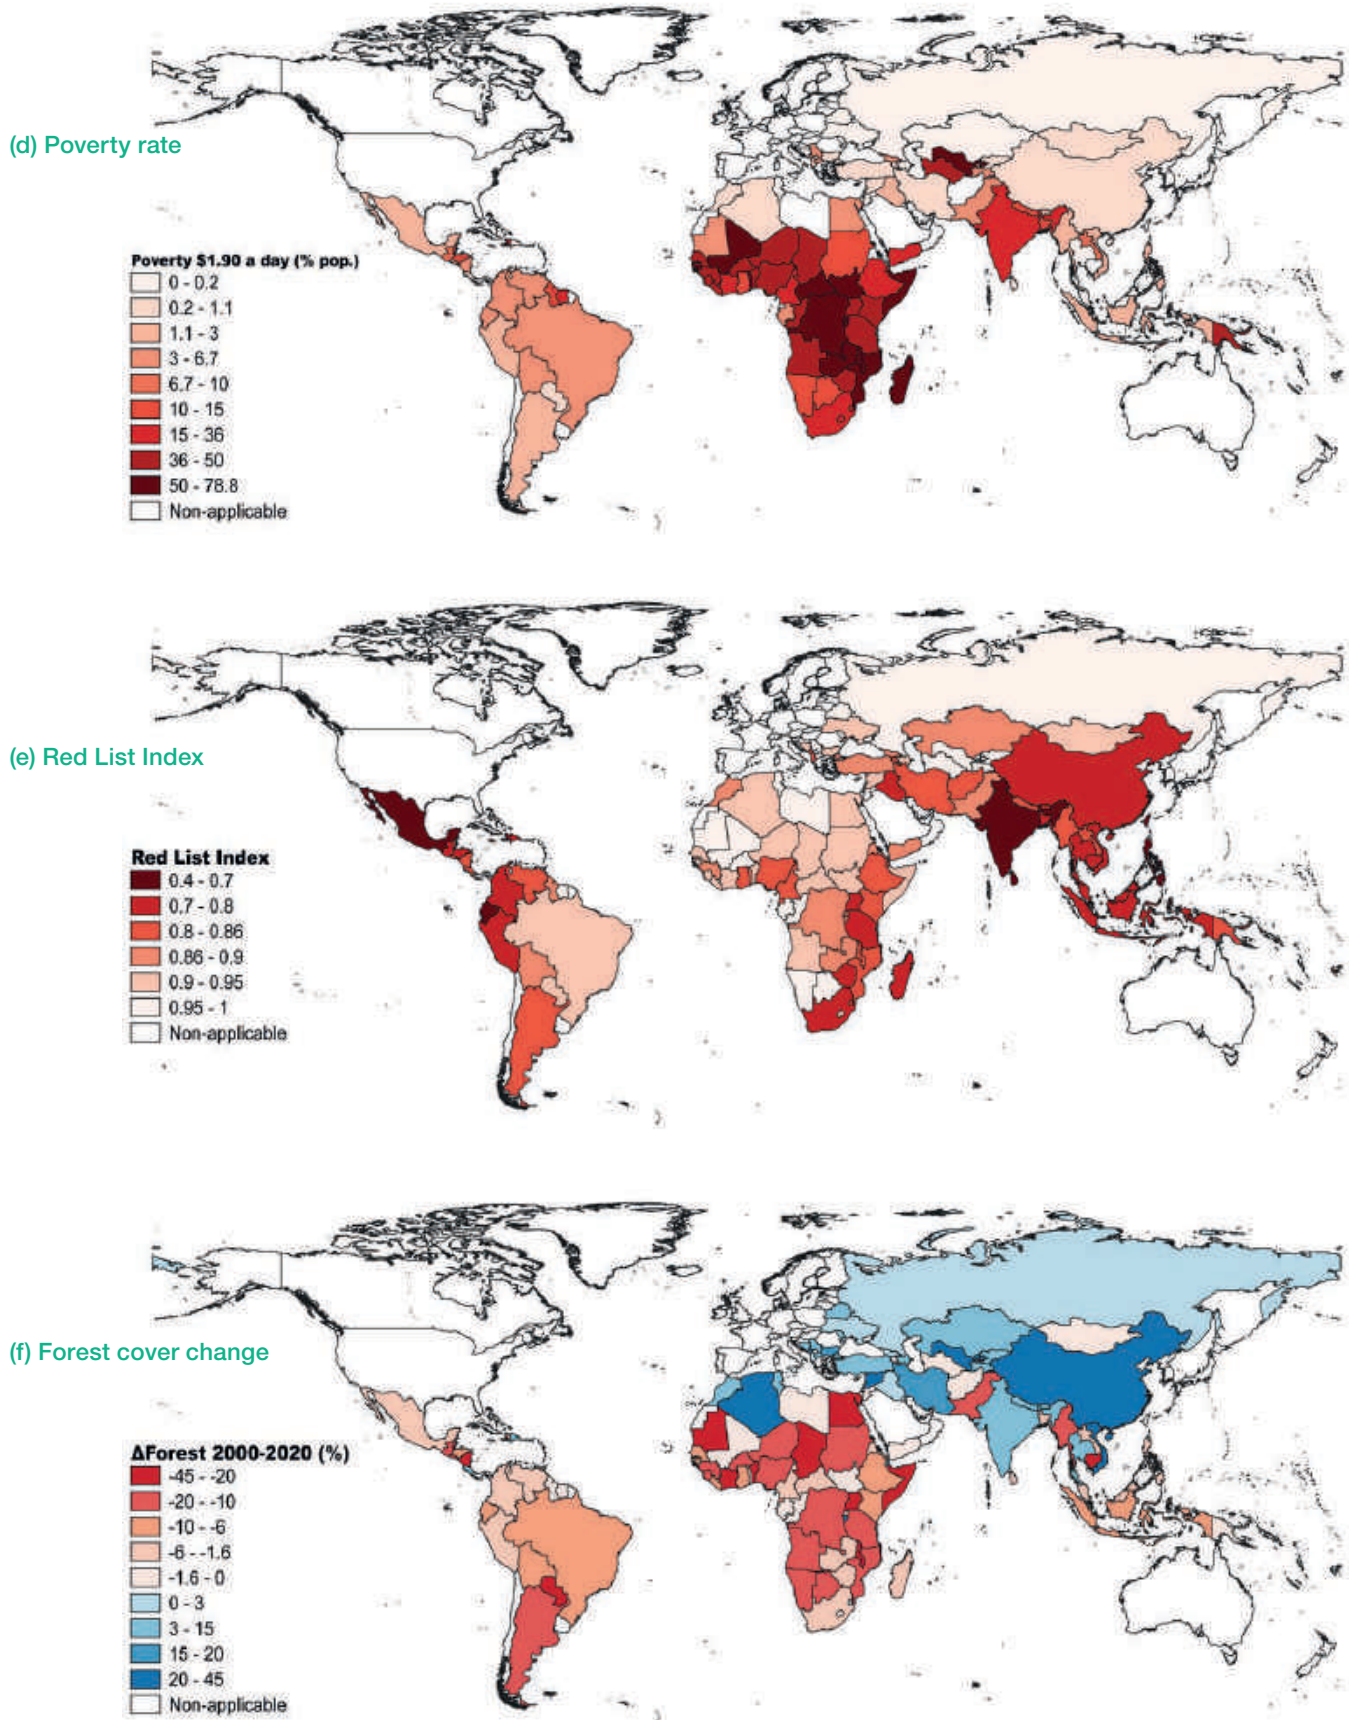 (d) Poverty rate
Poverty $1.90 a day (% pop.)
0 - 0.2
0.2 - 1.1
1.1 - 3
3 - 6.7
6.7 - 10
10 - 15
15 - 36
36 - 50
50 - 78.8
Non-applicable
(e) Red List Index
Red List Index
0.4 - 0.7
0.7 - 0.8
0.8 - 0.86
0.86 - 0.9
0.9 - 0.95
0.95 - 1
Non-applicable
(f) Forest cover change
ΔForest 2000-2020 (%)
-45 - -20
-20 - -10
-10 - -6
-6 - -1.6
-1.6 - 0
0 - 3
3 - 15
15 - 20
20 - 45
Non-applicable